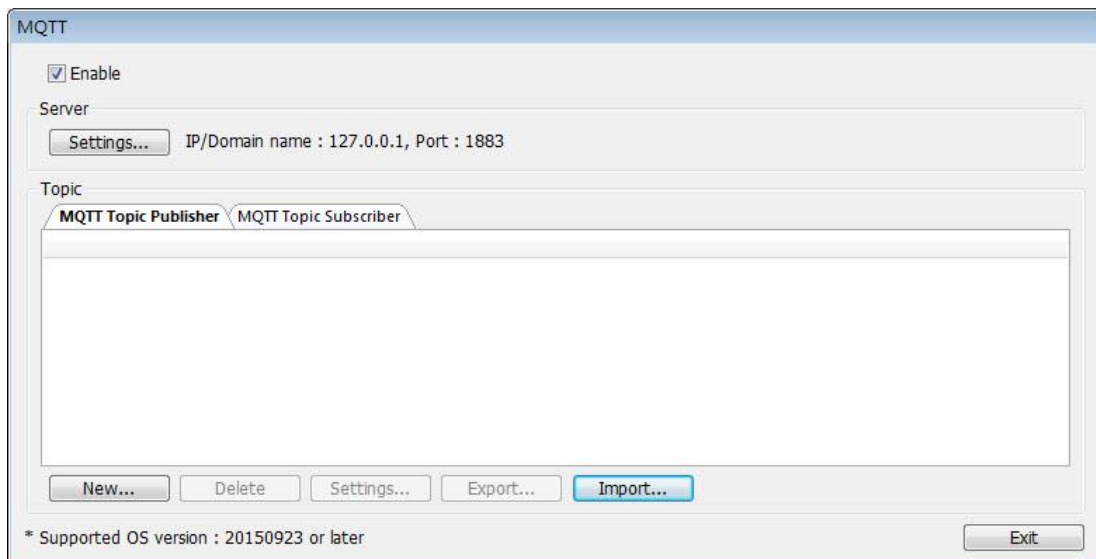 MQTT
Enable
Server
Settings... IP/Domain name : 127.0.0.1, Port : 1883
Topic
MQTT Topic Publisher MQTT Topic Subscriber
New... Delete Settings... Export... Import...
* Supported OS version : 20150923 or later Exit